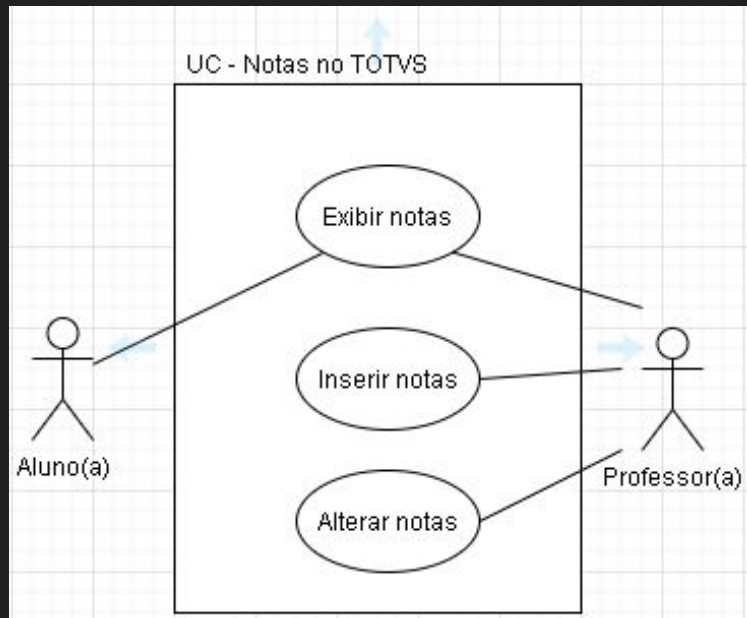 UC - Notas no TOTVS
Exibir notas
Inserir notas
Aluno(a)
Professor(a)
Alterar notas